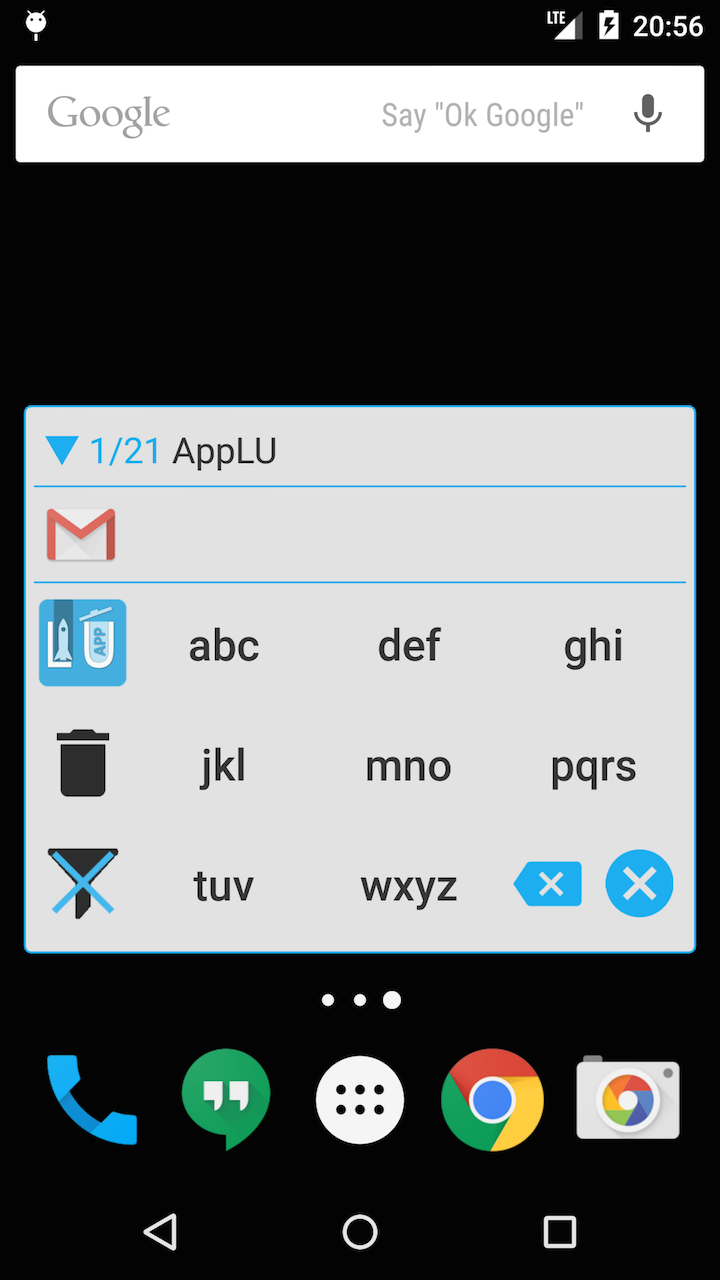 LTE 20:56
Google Say "Ok Google"
1/21 AppLU
LU APP abc def ghi
jkl mno pqrs
tuv wxyz